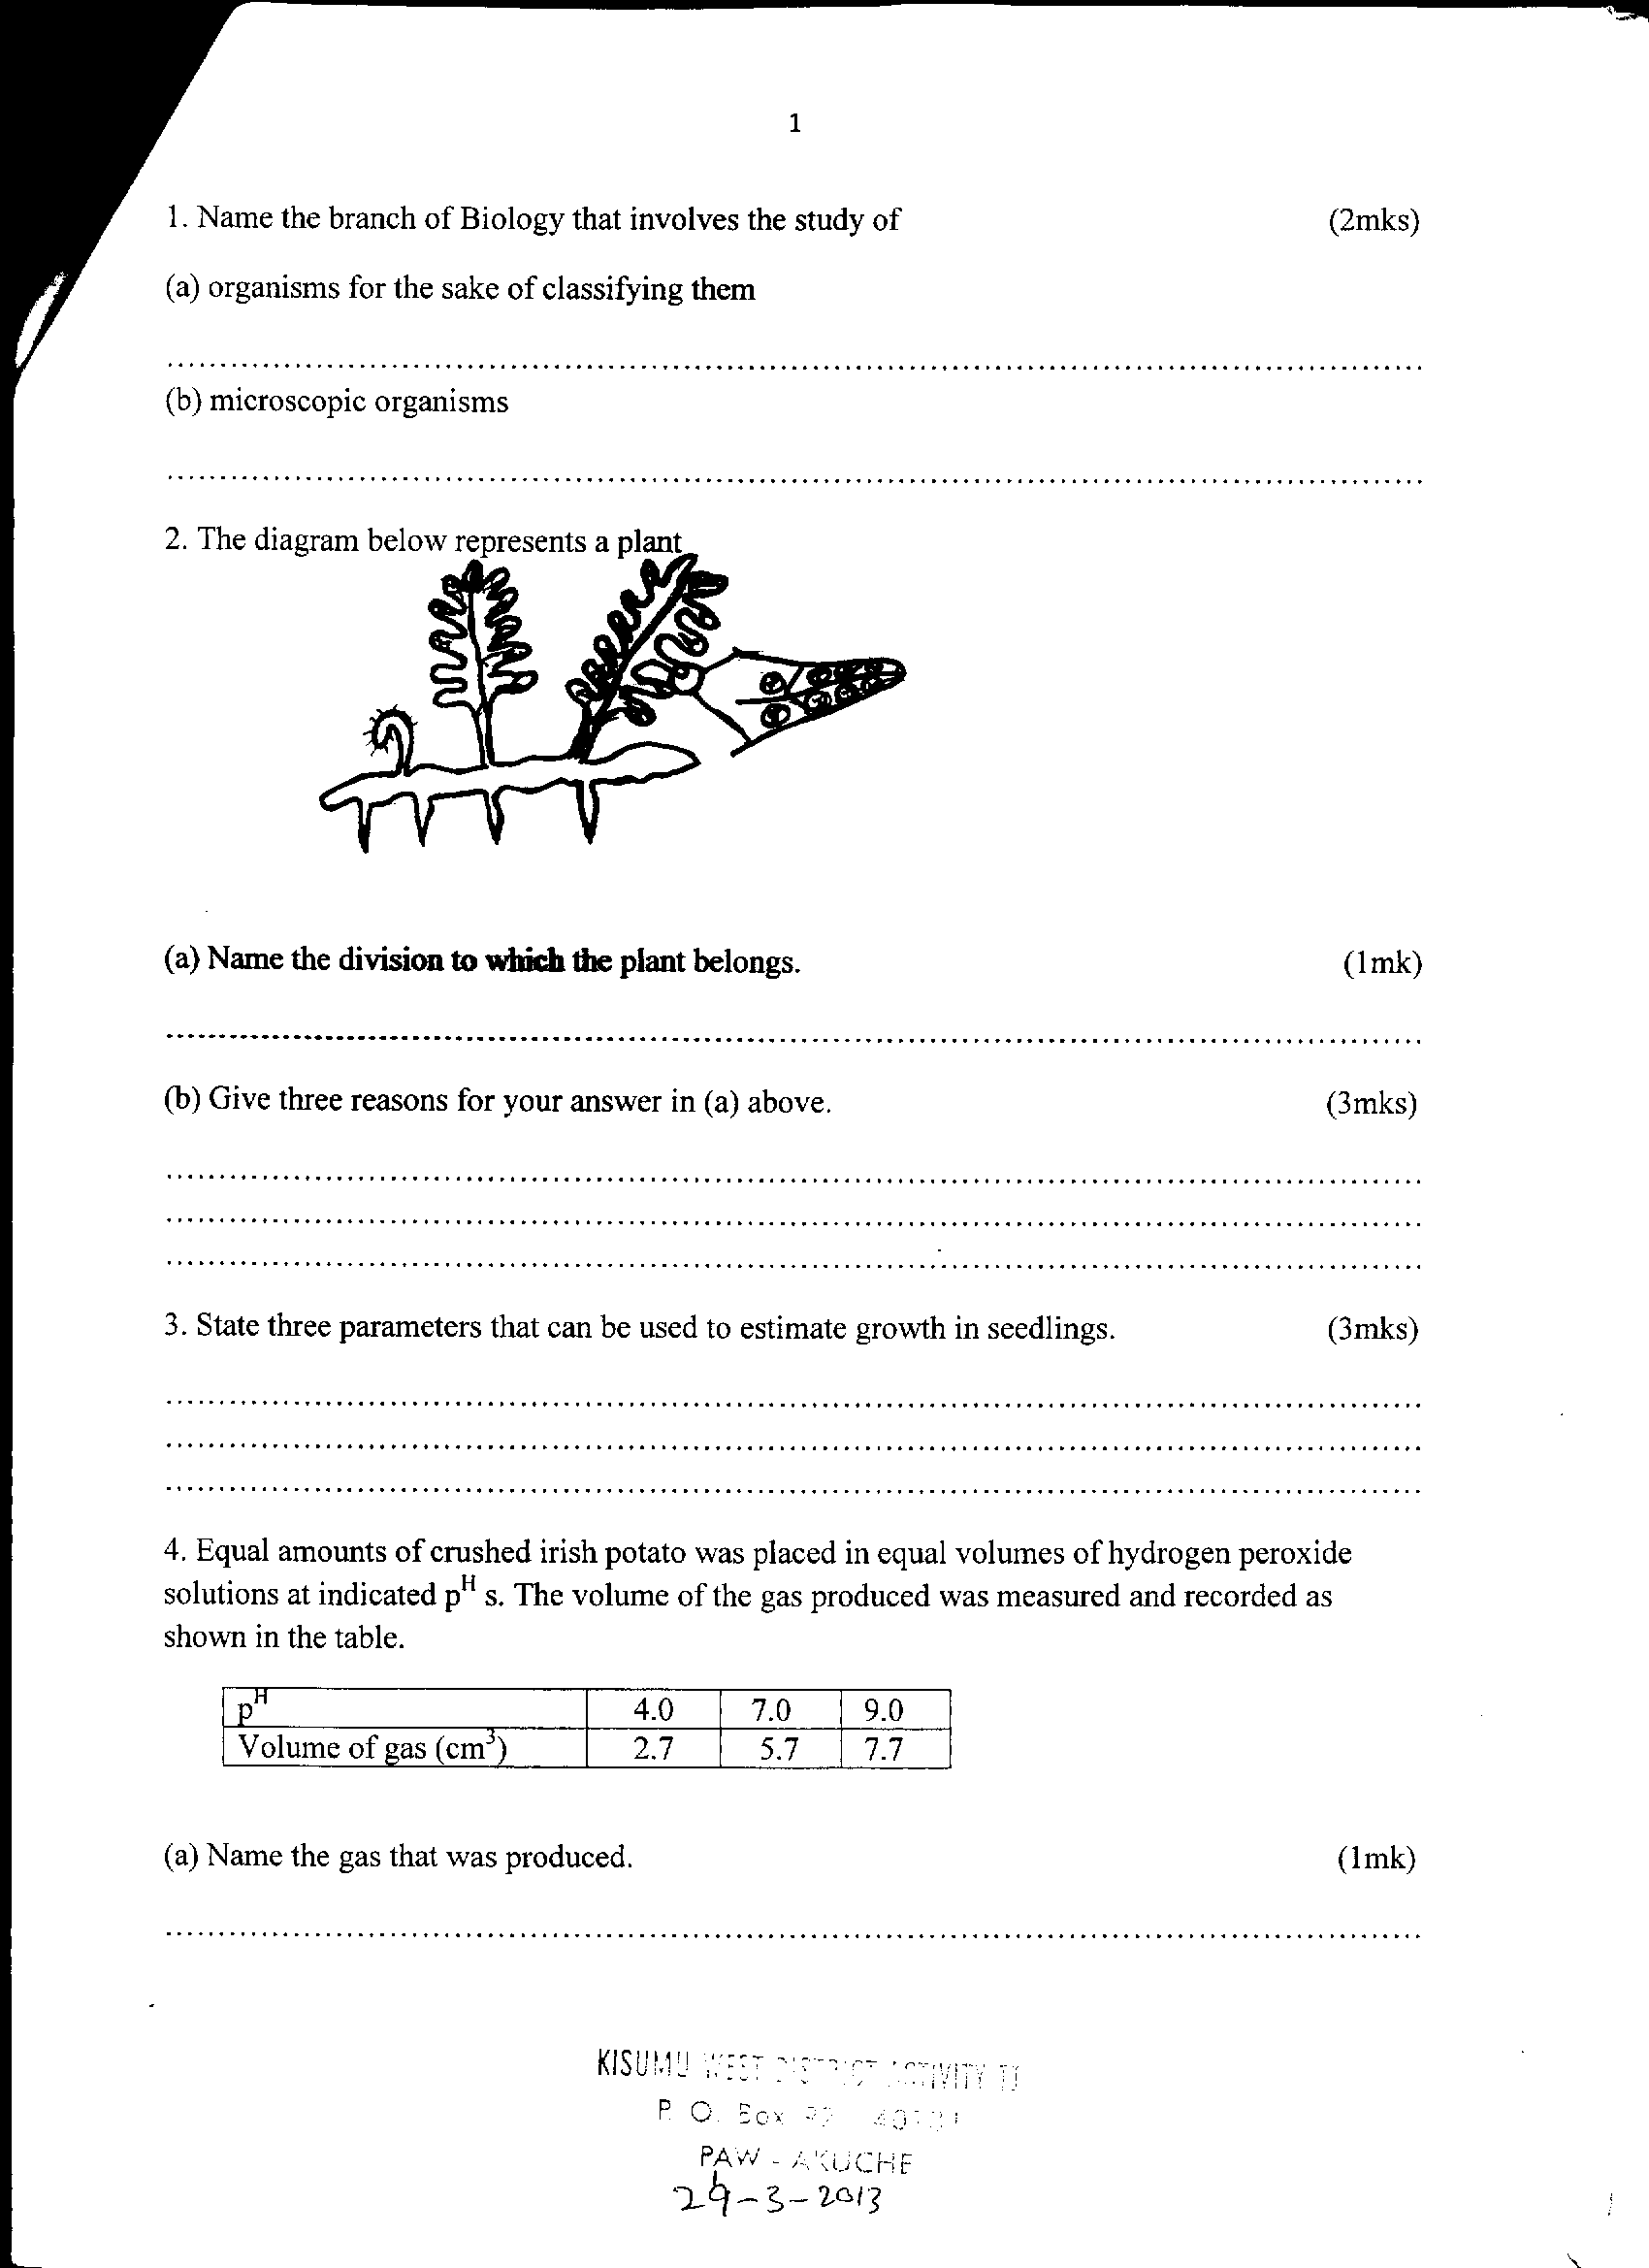 1
1. Name the branch of Biology that involves the study of (2mks)
(a) organisms for the sake of classifying them
(b) microscopic organisms
2. The diagram below represents a plant
(a) Name the division to which the plant belongs. (1mk)
(b) Give three reasons for your answer in (a) above. (3mks)
3. State three parameters that can be used to estimate growth in seedlings. (3mks)
4. Equal amounts of crushed irish potato was placed in equal volumes of hydrogen peroxide
solutions at indicated pᴴ s. The volume of the gas produced was measured and recorded as
shown in the table.
pᴴ 4.0 7.0 9.0
Volume of gas (cm³) 2.7 5.7 7.7
(a) Name the gas that was produced. (1mk)
KISUMU WEST DISTRICT ACTIVITY
P. O. Box
PAW - AKUCHE
-3-2013